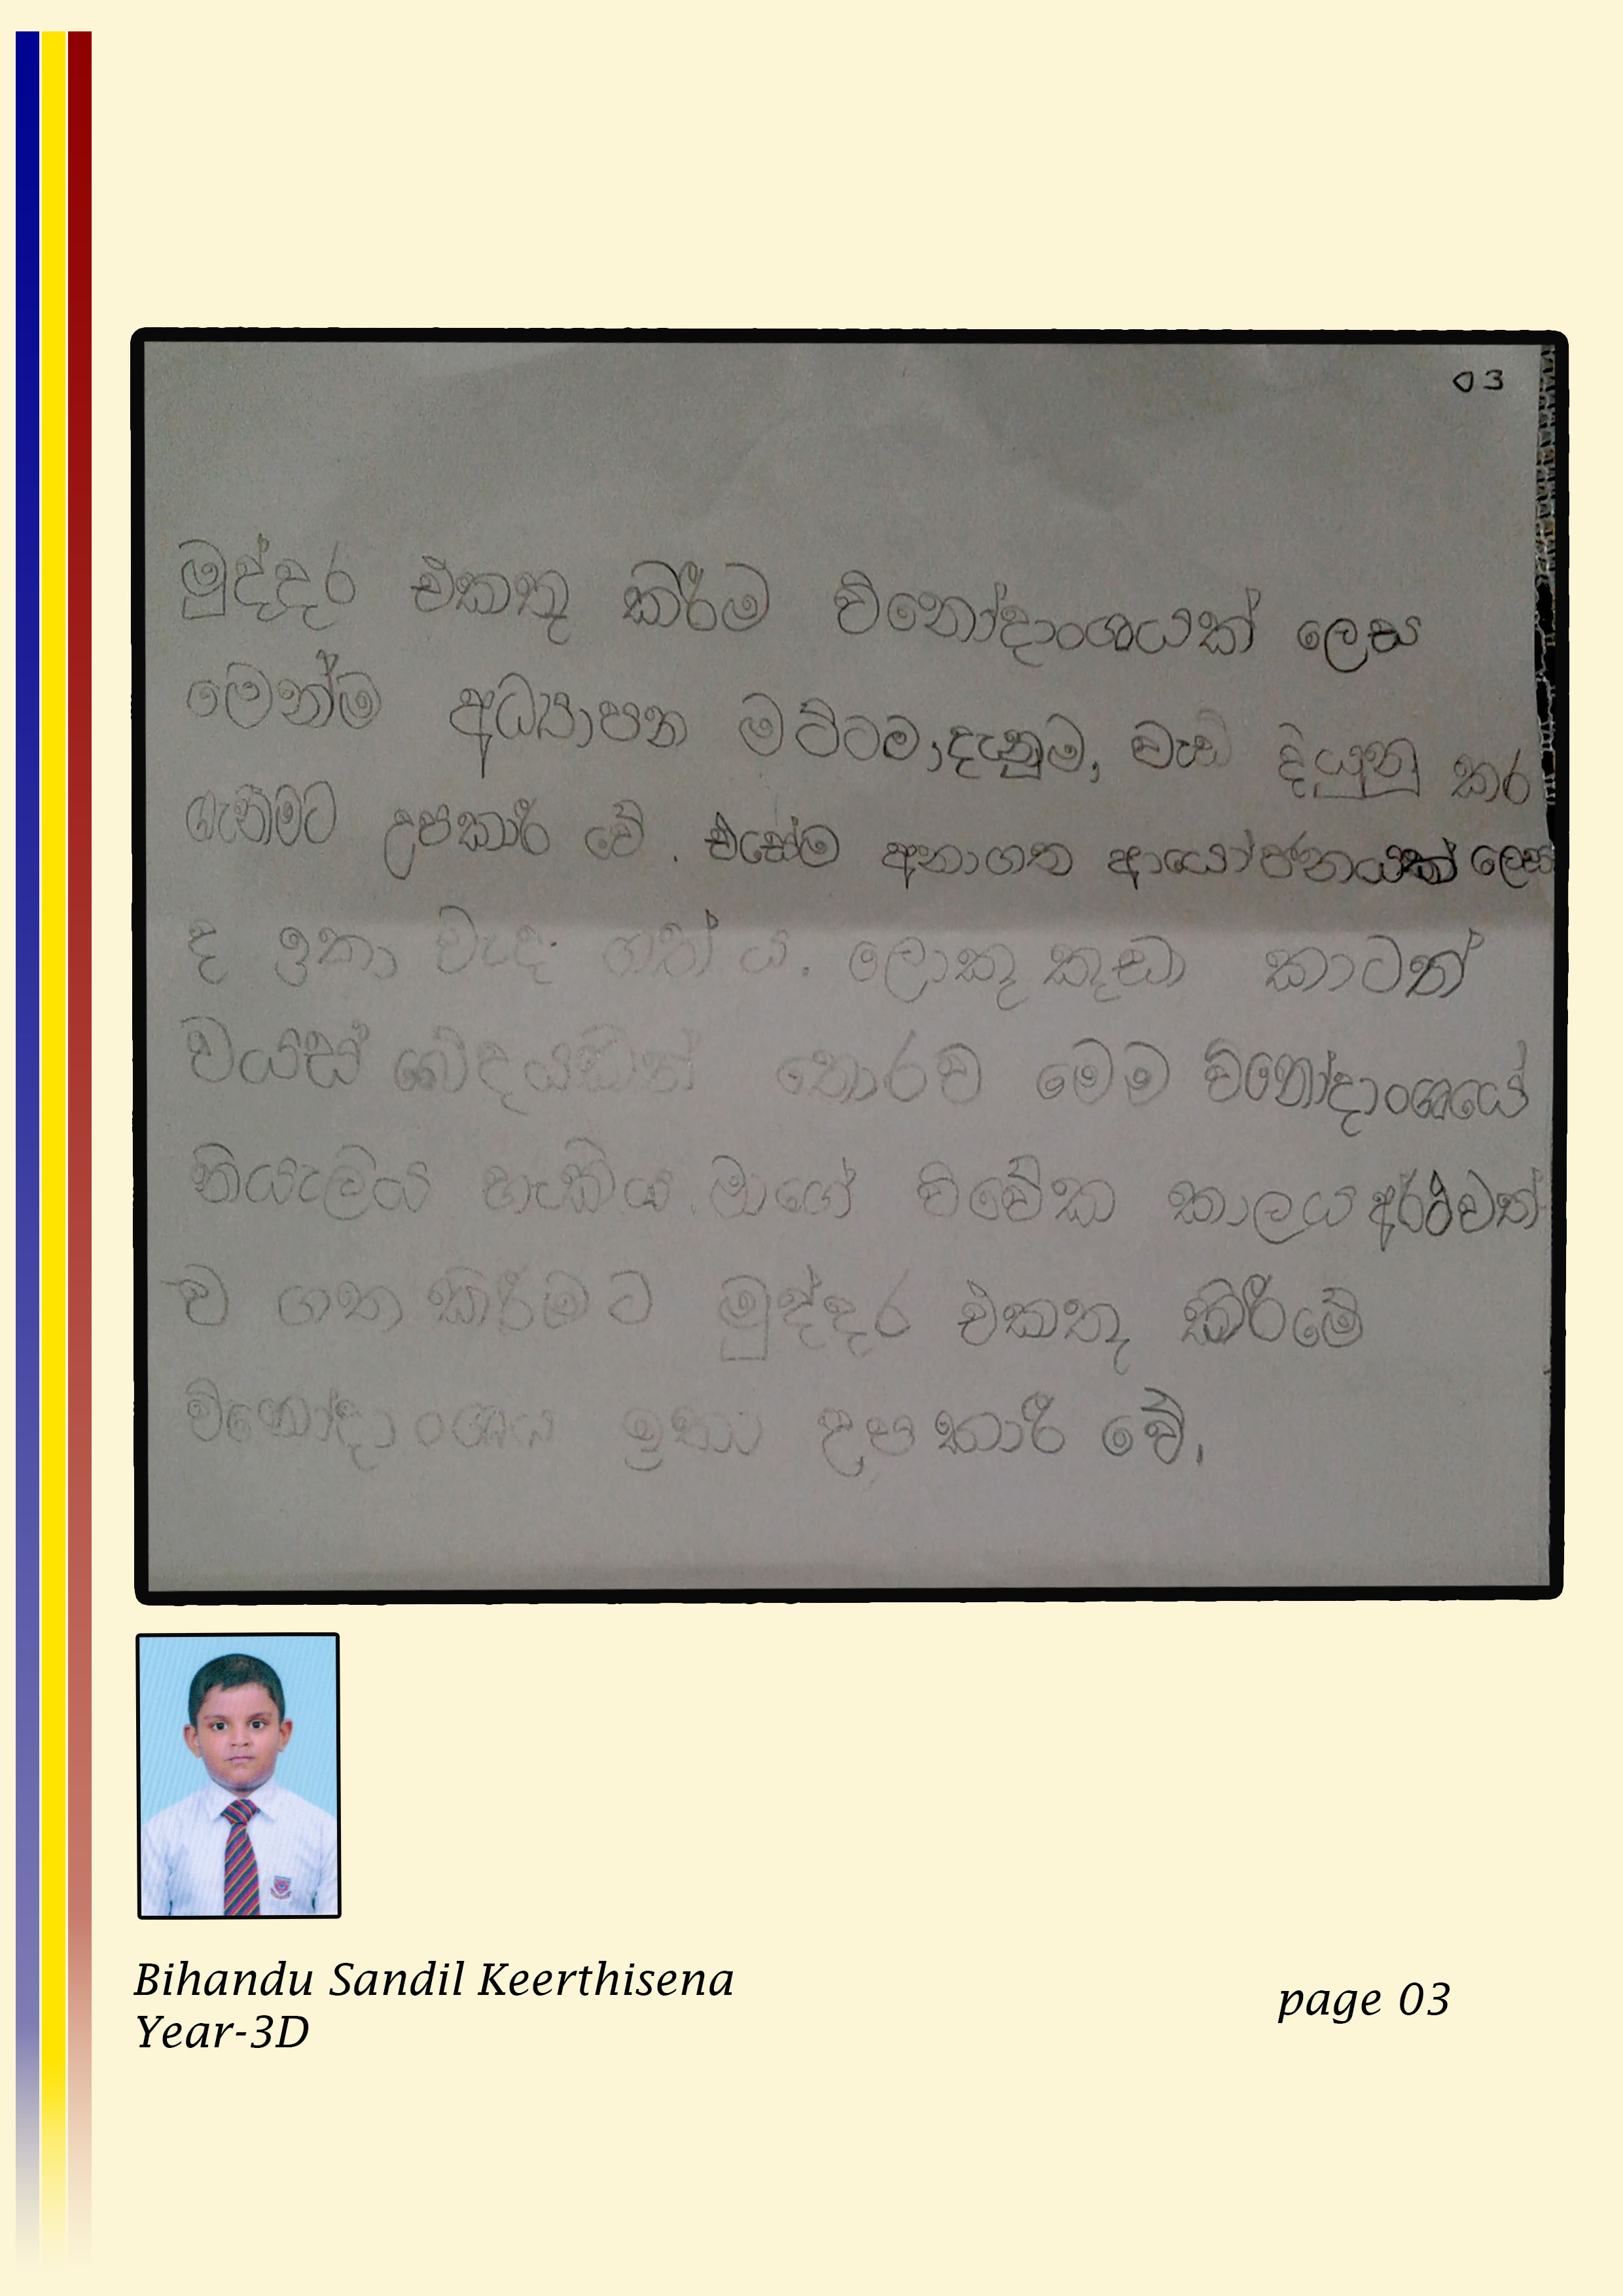 03
මුද්දර එකතු කිරීම විනෝදාංශයක් ලෙස
මෙන්ම අධ්‍යාපන මට්ටම, දැනුම, වැඩි දියුනු කර
ගැනීමට උපකාරී වේ. එසේම අනාගත ආයෝජනයක් ලෙස
ද ඉතා වැද ගත් ය. ලොකු කුඩා කාටත්
වයස් බේදයකින් තොරව මෙම විනෝදාංශයේ
නියැලිය හැකිය. මාගේ විවේක කාලය අර්ථවත්
ව ගත කිරීමට මුද්දර එකතු කිරීමේ
විනෝදාංශය ඉතා උපකාරී වේ.
Bihandu Sandil Keerthisena
Year-3D
page 03